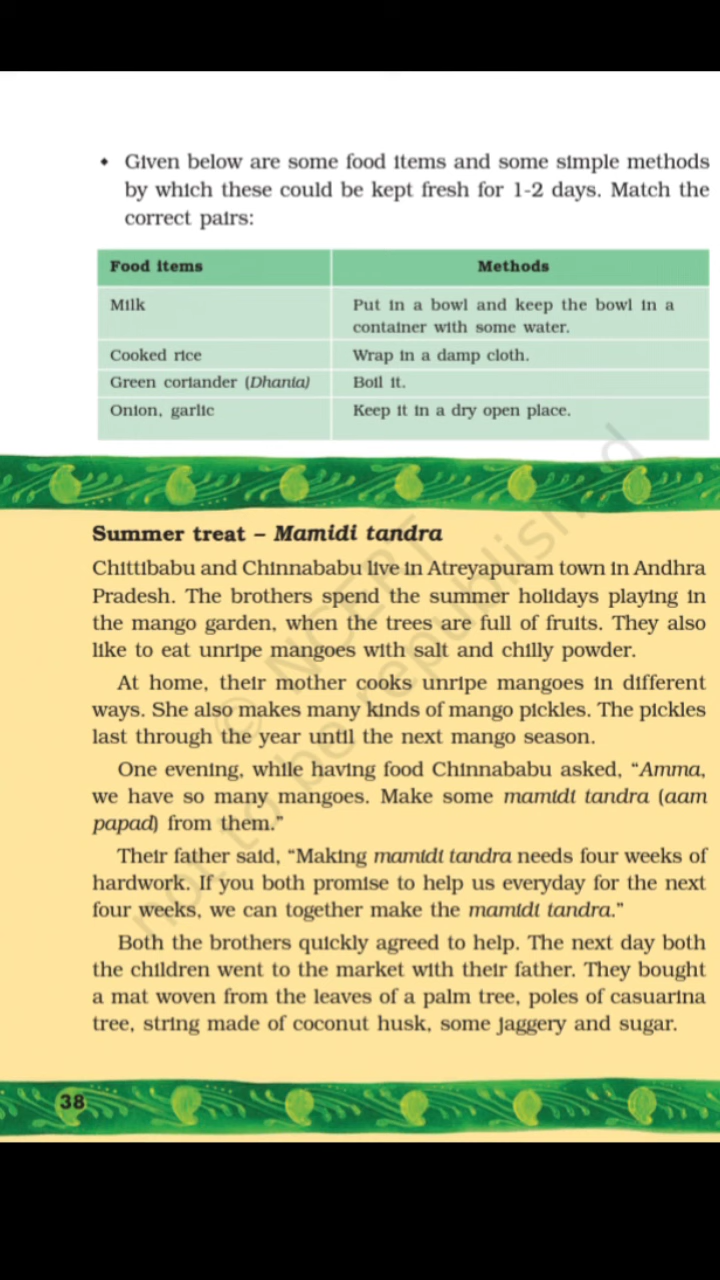 • Given below are some food items and some simple methods
by which these could be kept fresh for 1-2 days. Match the
correct pairs:
Food items Methods
Milk Put in a bowl and keep the bowl in a
container with some water.
Cooked rice Wrap in a damp cloth.
Green coriander (Dhania) Boil it.
Onion, garlic Keep it in a dry open place.
Summer treat – Mamidi tandra
Chittibabu and Chinnababu live in Atreyapuram town in Andhra
Pradesh. The brothers spend the summer holidays playing in
the mango garden, when the trees are full of fruits. They also
like to eat unripe mangoes with salt and chilly powder.
At home, their mother cooks unripe mangoes in different
ways. She also makes many kinds of mango pickles. The pickles
last through the year until the next mango season.
One evening, while having food Chinnababu asked, “Amma,
we have so many mangoes. Make some mamidi tandra (aam
papad) from them.”
Their father said, “Making mamidi tandra needs four weeks of
hardwork. If you both promise to help us everyday for the next
four weeks, we can together make the mamidi tandra.”
Both the brothers quickly agreed to help. The next day both
the children went to the market with their father. They bought
a mat woven from the leaves of a palm tree, poles of casuarina
tree, string made of coconut husk, some jaggery and sugar.
38
© NCERT
not to be republished